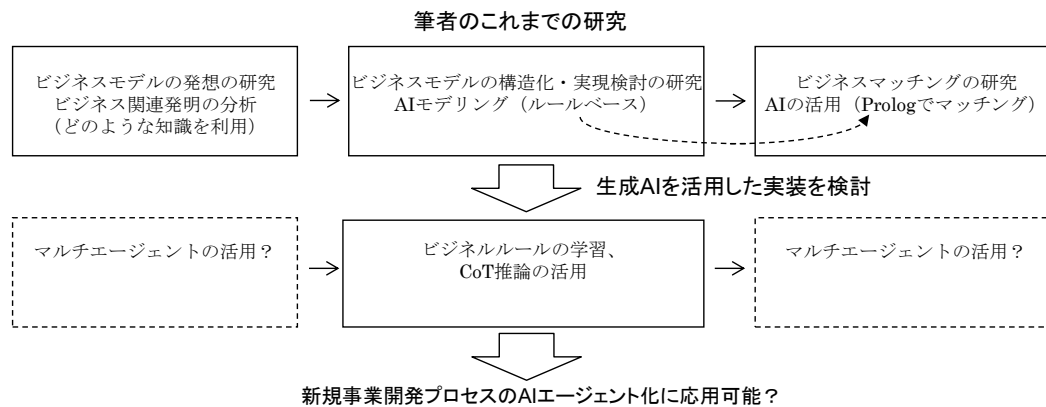 筆者のこれまでの研究
ビジネスモデルの発想の研究
ビジネス関連発明の分析
（どのような知識を利用）
ビジネスモデルの構造化・実現検討の研究
AIモデリング（ルールベース）
ビジネスマッチングの研究
AIの活用（Prologでマッチング）
生成AIを活用した実装を検討
マルチエージェントの活用？
ビジネルルールの学習、
CoT推論の活用
マルチエージェントの活用？
新規事業開発プロセスのAIエージェント化に応用可能？